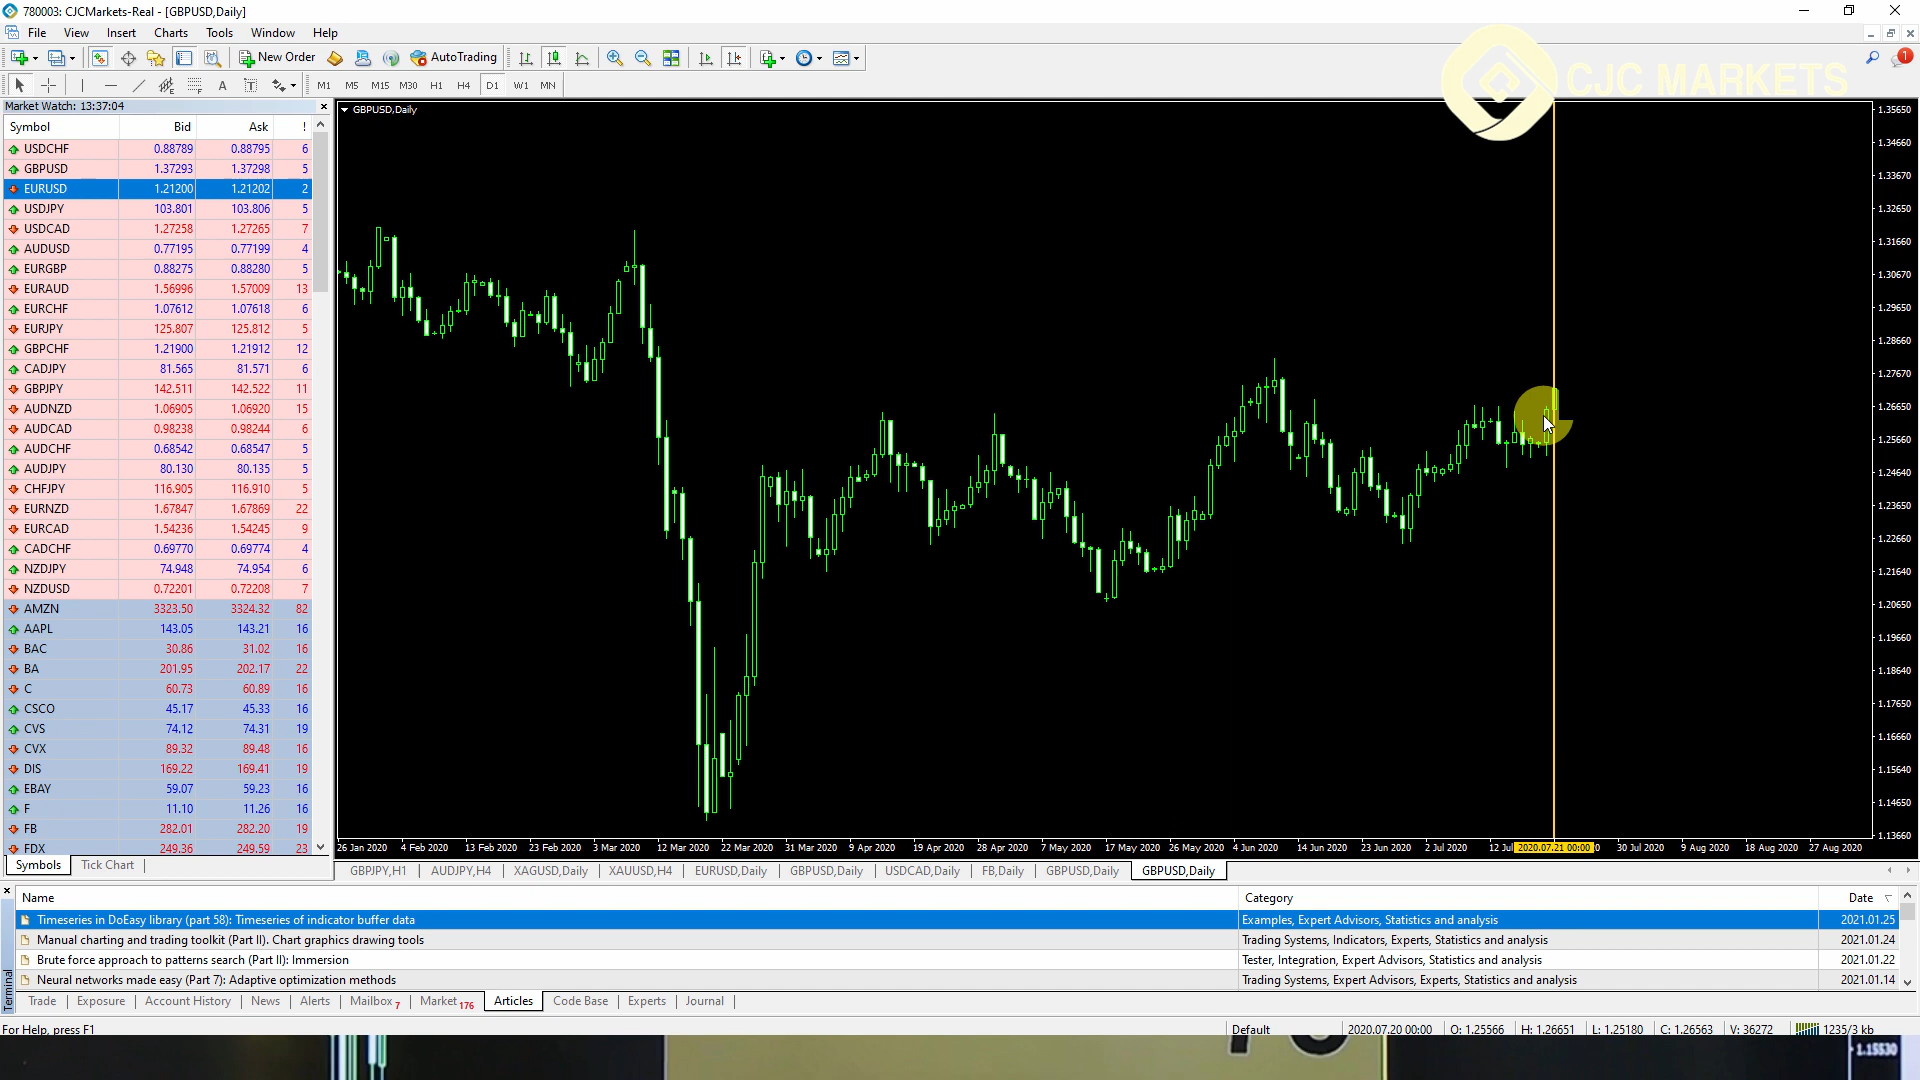 780003: CJCMarkets-Real - [GBPUSD,Daily]
File View Insert Charts Tools Window Help
New Order AutoTrading 1
A T M1 M5 M15 M30 H1 H4 D1 W1 MN
CJC MARKETS
Market Watch: 13:37:04
Symbol Bid Ask !
USDCHF 0.88789 0.88795 6
GBPUSD 1.37293 1.37298 5
EURUSD 1.21200 1.21202 2
USDJPY 103.801 103.806 5
USDCAD 1.27258 1.27265 7
AUDUSD 0.77195 0.77199 4
EURGBP 0.88275 0.88280 5
EURAUD 1.56996 1.57009 13
EURCHF 1.07612 1.07618 6
EURJPY 125.807 125.812 5
GBPCHF 1.21900 1.21912 12
CADJPY 81.565 81.571 6
GBPJPY 142.511 142.522 11
AUDNZD 1.06905 1.06920 15
AUDCAD 0.98238 0.98244 6
AUDCHF 0.68542 0.68547 5
AUDJPY 80.130 80.135 5
CHFJPY 116.905 116.910 5
EURNZD 1.67847 1.67869 22
EURCAD 1.54236 1.54245 9
CADCHF 0.69770 0.69774 4
NZDJPY 74.948 74.954 6
NZDUSD 0.72201 0.72208 7
AMZN 3323.50 3324.32 82
AAPL 143.05 143.21 16
BAC 30.86 31.02 16
BA 201.95 202.17 22
C 60.73 60.89 16
CSCO 45.17 45.33 16
CVS 74.12 74.31 19
CVX 89.32 89.48 16
DIS 169.22 169.41 19
EBAY 59.07 59.23 16
F 11.10 11.26 16
FB 282.01 282.20 19
FDX 249.36 249.59 23
Symbols Tick Chart
GBPUSD,Daily
1.35650
1.34660
1.33670
1.32650
1.31660
1.30670
1.29650
1.28660
1.27670
1.26650
1.25660
1.24640
1.23650
1.22660
1.21640
1.20650
1.19660
1.18640
1.17650
1.16660
1.15640
1.14650
1.13660
26 Jan 2020 4 Feb 2020 13 Feb 2020 23 Feb 2020 3 Mar 2020 12 Mar 2020 22 Mar 2020 31 Mar 2020 9 Apr 2020 19 Apr 2020 28 Apr 2020 7 May 2020 17 May 2020 26 May 2020 4 Jun 2020 14 Jun 2020 23 Jun 2020 2 Jul 2020 12 Jul 2020.07.21 00:00 0 30 Jul 2020 9 Aug 2020 18 Aug 2020 27 Aug 2020
GBPJPY,H1 AUDJPY,H4 XAGUSD,Daily XAUUSD,H4 EURUSD,Daily GBPUSD,Daily USDCAD,Daily FB,Daily GBPUSD,Daily GBPUSD,Daily
Name Category Date
Timeseries in DoEasy library (part 58): Timeseries of indicator buffer data Examples, Expert Advisors, Statistics and analysis 2021.01.25
Manual charting and trading toolkit (Part II). Chart graphics drawing tools Trading Systems, Indicators, Experts, Statistics and analysis 2021.01.24
Brute force approach to patterns search (Part II): Immersion Tester, Integration, Expert Advisors, Statistics and analysis 2021.01.22
Neural networks made easy (Part 7): Adaptive optimization methods Trading Systems, Expert Advisors, Experts, Statistics and analysis 2021.01.14
Terminal
Trade Exposure Account History News Alerts Mailbox 7 Market 176 Articles Code Base Experts Journal
For Help, press F1 Default 2020.07.20 00:00 O: 1.25566 H: 1.26651 L: 1.25180 C: 1.26563 V: 36272 1235/3 kb
1.15530